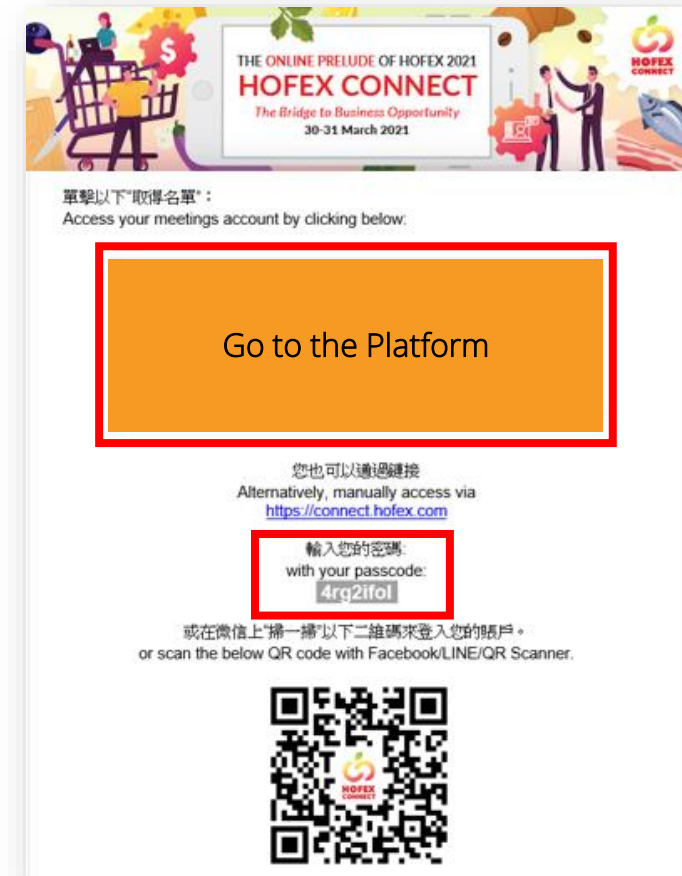 THE ONLINE PRELUDE OF HOFEX 2021
HOFEX CONNECT
The Bridge to Business Opportunity
30-31 March 2021
HOFEX
CONNECT
單擊以下"取得名單"：
Access your meetings account by clicking below:
Go to the Platform
您也可以通過鏈接
Alternatively, manually access via
https://connect.hofex.com
輸入您的密碼:
with your passcode:
4rg2ifol
或在微信上"掃一掃"以下二維碼來登入您的賬戶。
or scan the below QR code with Facebook/LINE/QR Scanner.
HOFEX
CONNECT